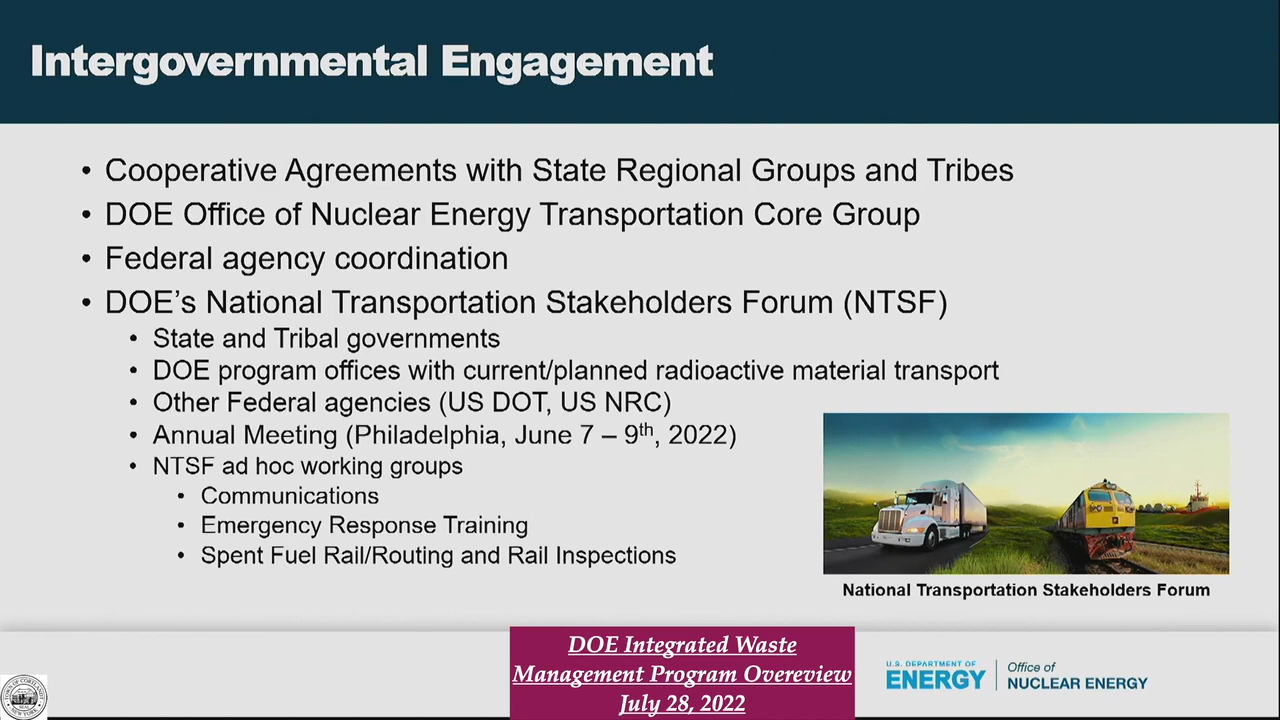 Intergovernmental Engagement
• Cooperative Agreements with State Regional Groups and Tribes
• DOE Office of Nuclear Energy Transportation Core Group
• Federal agency coordination
• DOE’s National Transportation Stakeholders Forum (NTSF)
• State and Tribal governments
• DOE program offices with current/planned radioactive material transport
• Other Federal agencies (US DOT, US NRC)
• Annual Meeting (Philadelphia, June 7 – 9th, 2022)
• NTSF ad hoc working groups
• Communications
• Emergency Response Training
• Spent Fuel Rail/Routing and Rail Inspections
National Transportation Stakeholders Forum
DOE Integrated Waste
Management Program Overeview
July 28, 2022
U.S. DEPARTMENT OF
ENERGY
Office of
NUCLEAR ENERGY